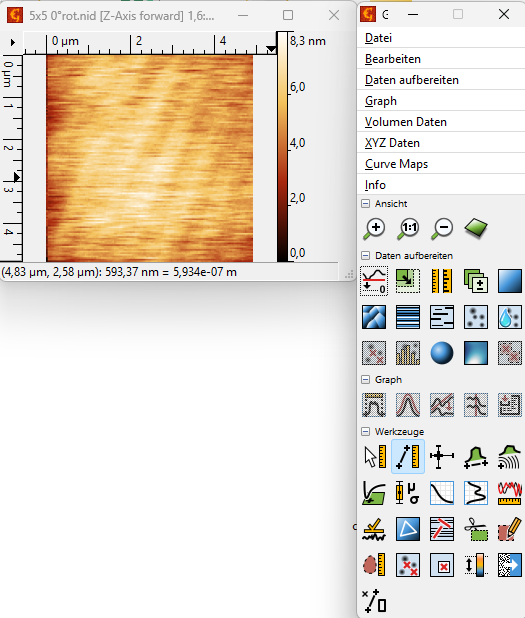 5x5 0°rot.nid [Z-Axis forward] 1,6:...
G...
0 µm 2 4
8,3 nm
6,0
4,0
2,0
0,0
0 µm
1
2
3
4
(4,83 µm, 2,58 µm): 593,37 nm = 5,934e-07 m
Datei
Bearbeiten
Daten aufbereiten
Graph
Volumen Daten
XYZ Daten
Curve Maps
Info
Ansicht
1:1
Daten aufbereiten
0
Graph
Werkzeuge
μ
σ